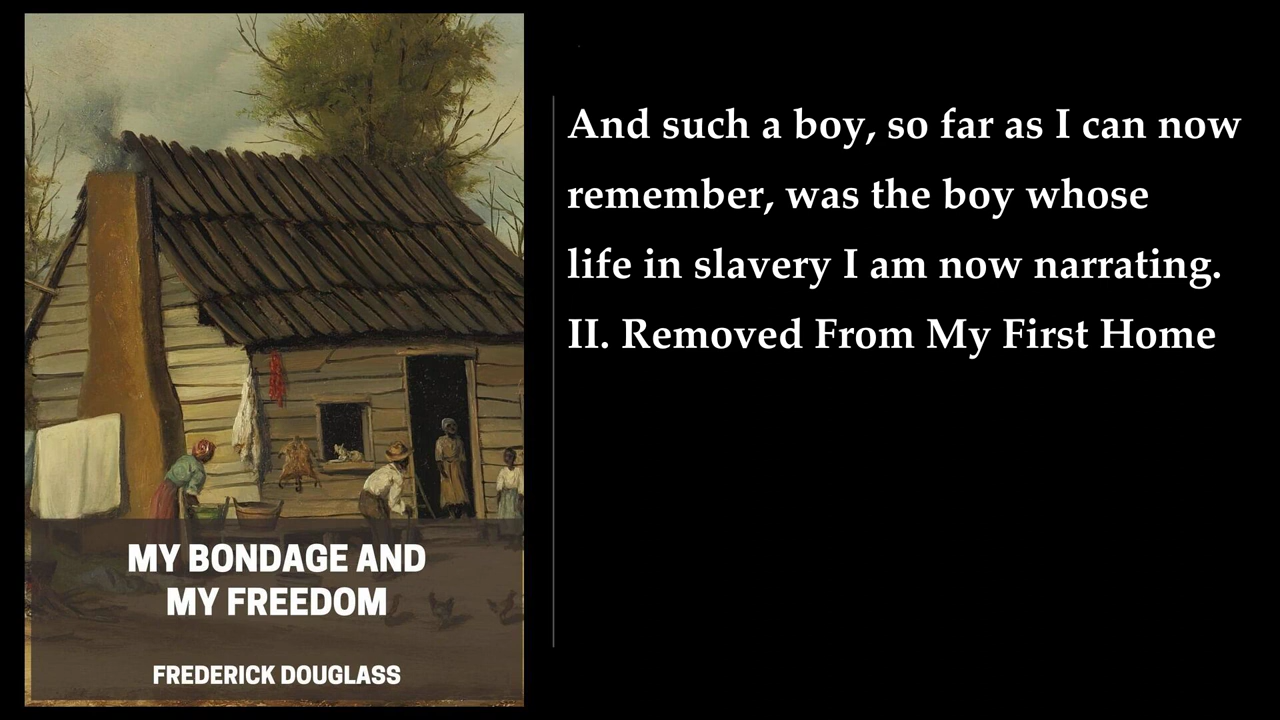 MY BONDAGE AND
MY FREEDOM
FREDERICK DOUGLASS
And such a boy, so far as I can now
remember, was the boy whose
life in slavery I am now narrating.
II. Removed From My First Home